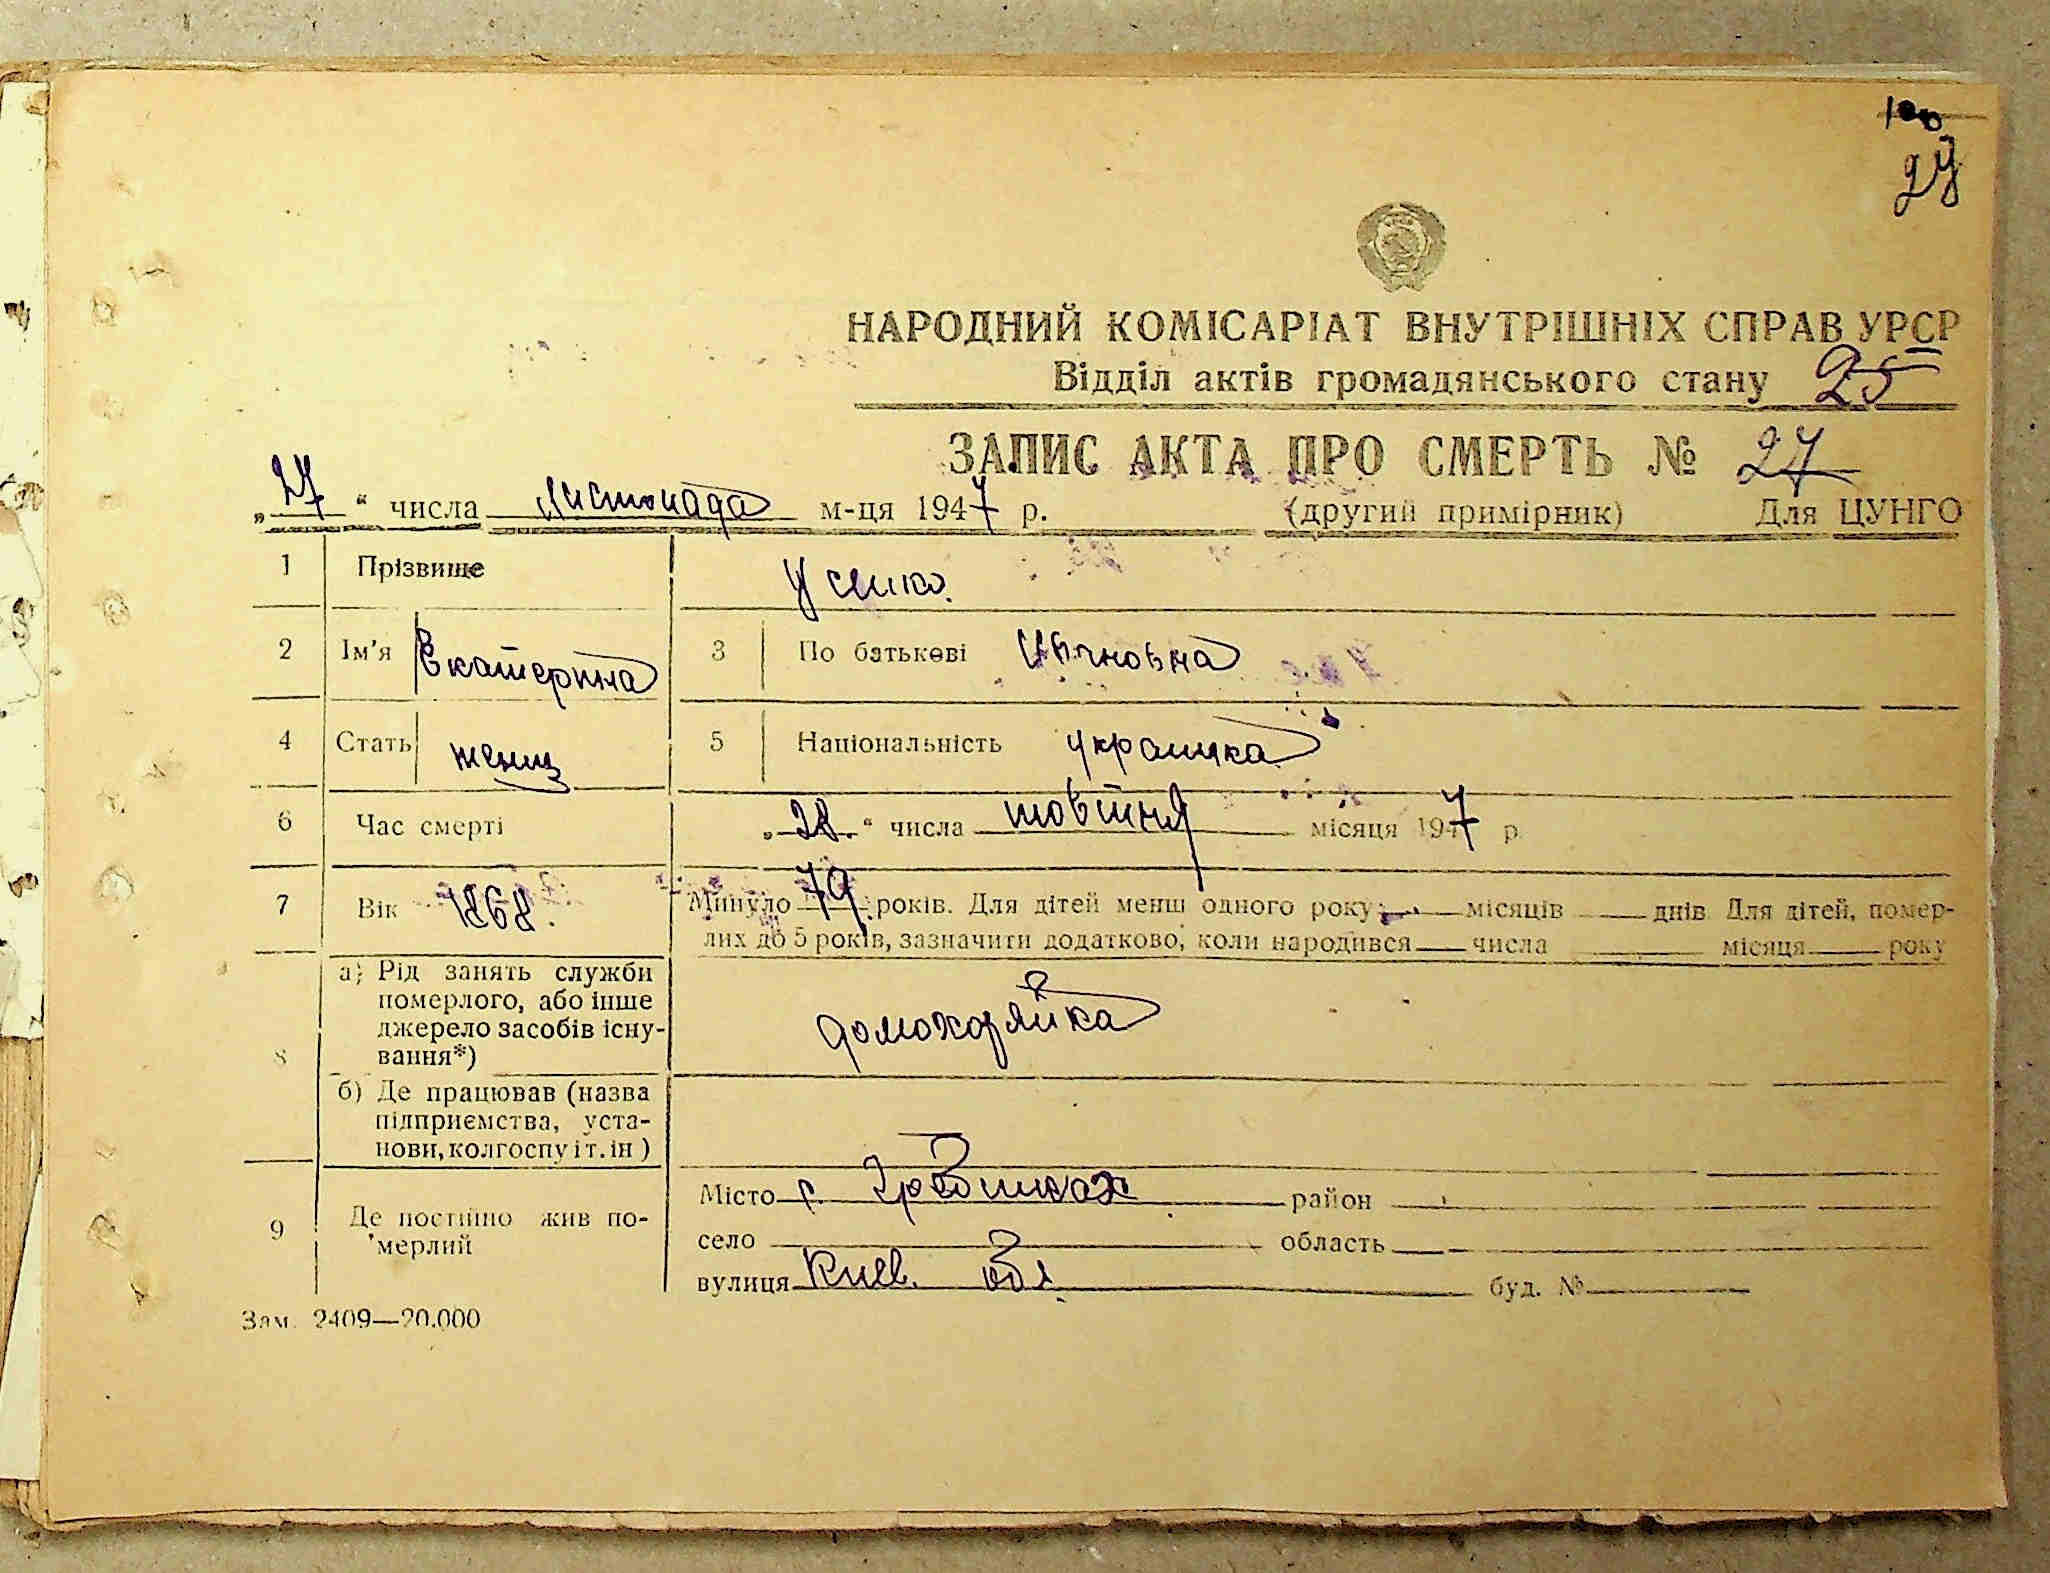 27
НАРОДНИЙ КОМІСАРІАТ ВНУТРІШНІХ СПРАВ УРСР
Відділ актів громадянського стану 25
ЗАПИС АКТА ПРО СМЕРТЬ № 27
„27“ числа листопада м-ця 1947 р. (другий примірник) Для ЦУНГО
1 Прізвище
2 Ім'я Екатерина 3 По батькові Ивановна
4 Стать женщ 5 Національність украинка
6 Час смерті „28“ числа жовтня місяця 1947 р
7 Вік 1868. Минуло 79 років. Для дітей менш одного року місяців днів Для дітей, помер-
лих до 5 років, зазначити додатково, коли народився числа місяця року
8 а) Рід занять служби
померлого, або інше
джерело засобів існу-
вання*)
домохозяйка
б) Де працював (назва
підприємства, уста-
нови, колгоспу і т. ін)
9 Де постійно жив по-
мерлий
Місто с. район
село область
вулиця Киев. обл буд. №
Зам. 2409—20.000